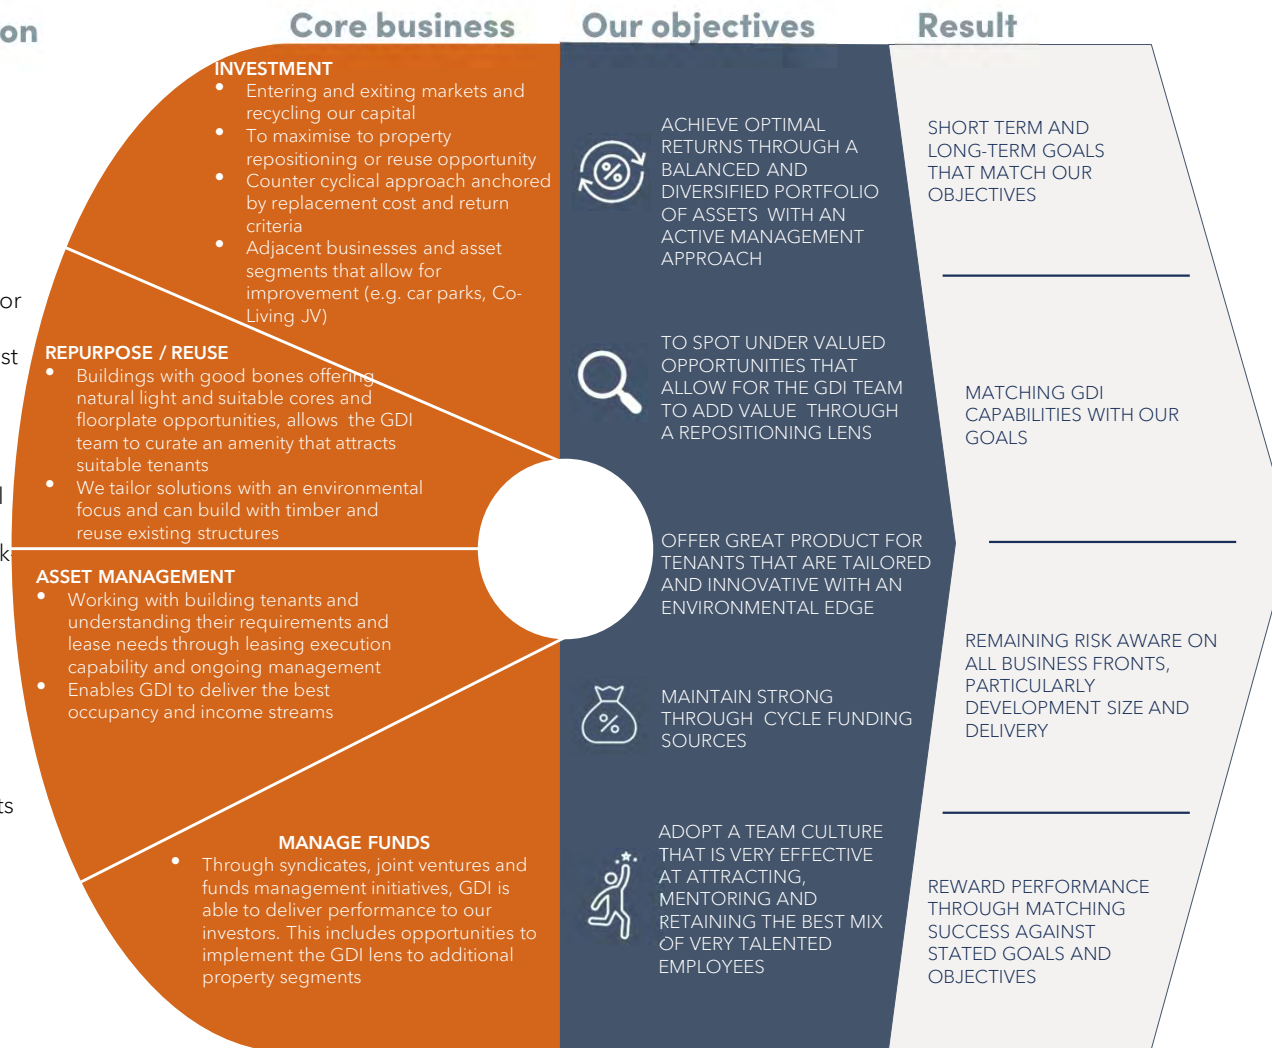 on
Core business
Our objectives
Result
or
st
l
k
ts
INVESTMENT
• Entering and exiting markets and
recycling our capital
• To maximise to property
repositioning or reuse opportunity
• Counter cyclical approach anchored
by replacement cost and return
criteria
• Adjacent businesses and asset
segments that allow for
improvement (e.g. car parks, Co-
Living JV)
REPURPOSE / REUSE
• Buildings with good bones offering
natural light and suitable cores and
floorplate opportunities, allows the GDI
team to curate an amenity that attracts
suitable tenants
• We tailor solutions with an environmental
focus and can build with timber and
reuse existing structures
ASSET MANAGEMENT
• Working with building tenants and
understanding their requirements and
lease needs through leasing execution
capability and ongoing management
• Enables GDI to deliver the best
occupancy and income streams
MANAGE FUNDS
• Through syndicates, joint ventures and
funds management initiatives, GDI is
able to deliver performance to our
investors. This includes opportunities to
implement the GDI lens to additional
property segments
%
ACHIEVE OPTIMAL
RETURNS THROUGH A
BALANCED AND
DIVERSIFIED PORTFOLIO
OF ASSETS WITH AN
ACTIVE MANAGEMENT
APPROACH
TO SPOT UNDER VALUED
OPPORTUNITIES THAT
ALLOW FOR THE GDI TEAM
TO ADD VALUE THROUGH
A REPOSITIONING LENS
OFFER GREAT PRODUCT FOR
TENANTS THAT ARE TAILORED
AND INNOVATIVE WITH AN
ENVIRONMENTAL EDGE
%
MAINTAIN STRONG
THROUGH CYCLE FUNDING
SOURCES
ADOPT A TEAM CULTURE
THAT IS VERY EFFECTIVE
AT ATTRACTING,
MENTORING AND
RETAINING THE BEST MIX
OF VERY TALENTED
EMPLOYEES
SHORT TERM AND
LONG-TERM GOALS
THAT MATCH OUR
OBJECTIVES
MATCHING GDI
CAPABILITIES WITH OUR
GOALS
REMAINING RISK AWARE ON
ALL BUSINESS FRONTS,
PARTICULARLY
DEVELOPMENT SIZE AND
DELIVERY
REWARD PERFORMANCE
THROUGH MATCHING
SUCCESS AGAINST
STATED GOALS AND
OBJECTIVES